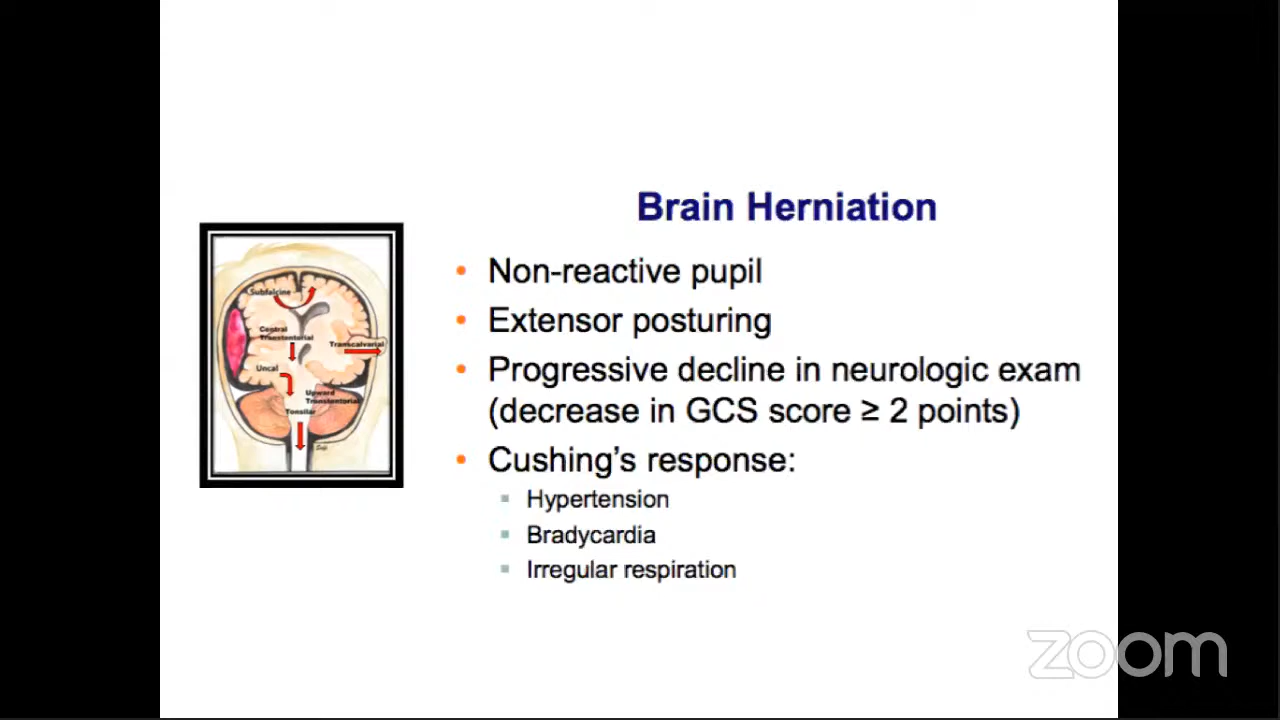 Brain Herniation
• Non-reactive pupil
• Extensor posturing
• Progressive decline in neurologic exam
(decrease in GCS score ≥ 2 points)
• Cushing's response:
▪ Hypertension
▪ Bradycardia
▪ Irregular respiration
Subfalcine
Central
Transtentorial
Transcalvarial
Uncal
Upward
Transtentorial
Tonsilar
zoom